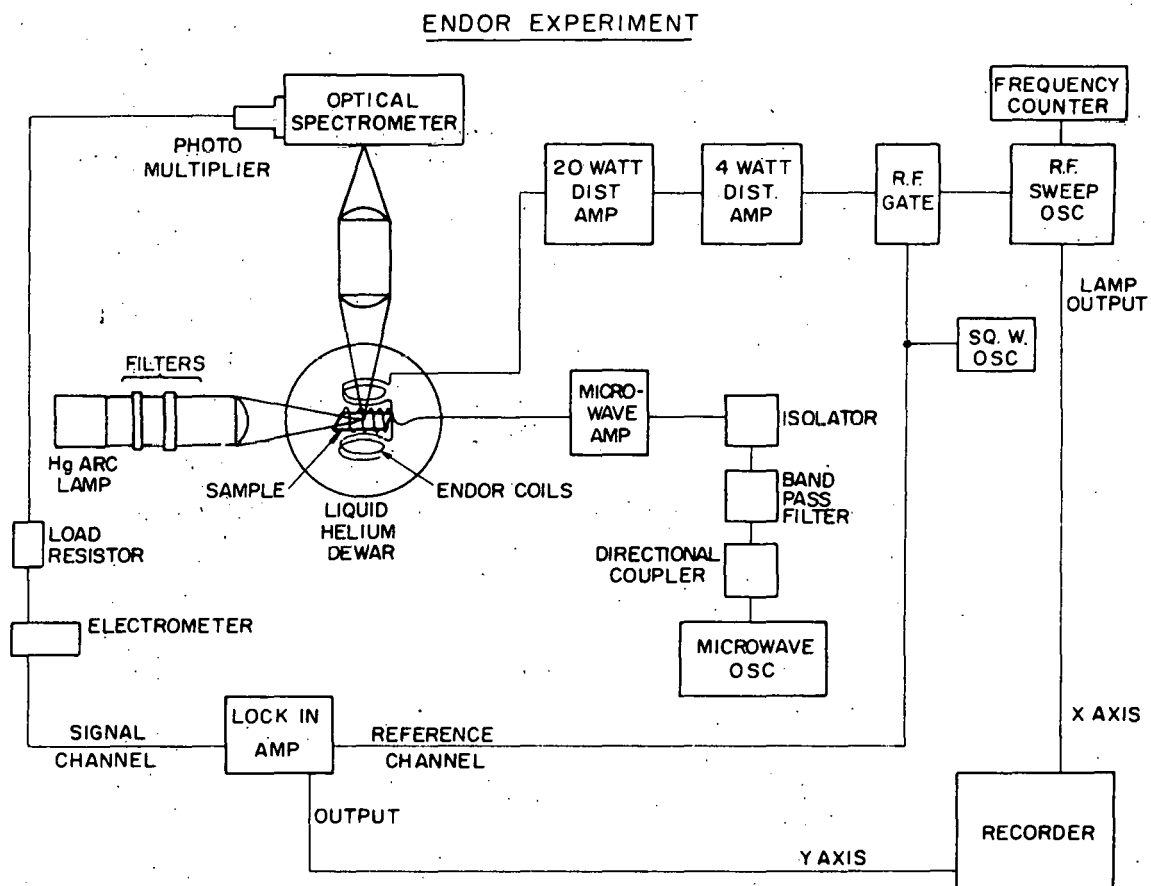 ENDOR EXPERIMENT
OPTICAL
SPECTROMETER
PHOTO
MULTIPLIER
20 WATT
DIST
AMP
4 WATT
DIST.
AMP
R.F.
GATE
FREQUENCY
COUNTER
R.F.
SWEEP
OSC
LAMP
OUTPUT
SQ. W.
OSC
FILTERS
Hg ARC
LAMP
SAMPLE
ENDOR COILS
LIQUID
HELIUM
DEWAR
MICRO-
WAVE
AMP
ISOLATOR
BAND
PASS
FILTER
DIRECTIONAL
COUPLER
MICROWAVE
OSC
LOAD
RESISTOR
ELECTROMETER
SIGNAL
CHANNEL
LOCK IN
AMP
REFERENCE
CHANNEL
OUTPUT
X AXIS
Y AXIS
RECORDER